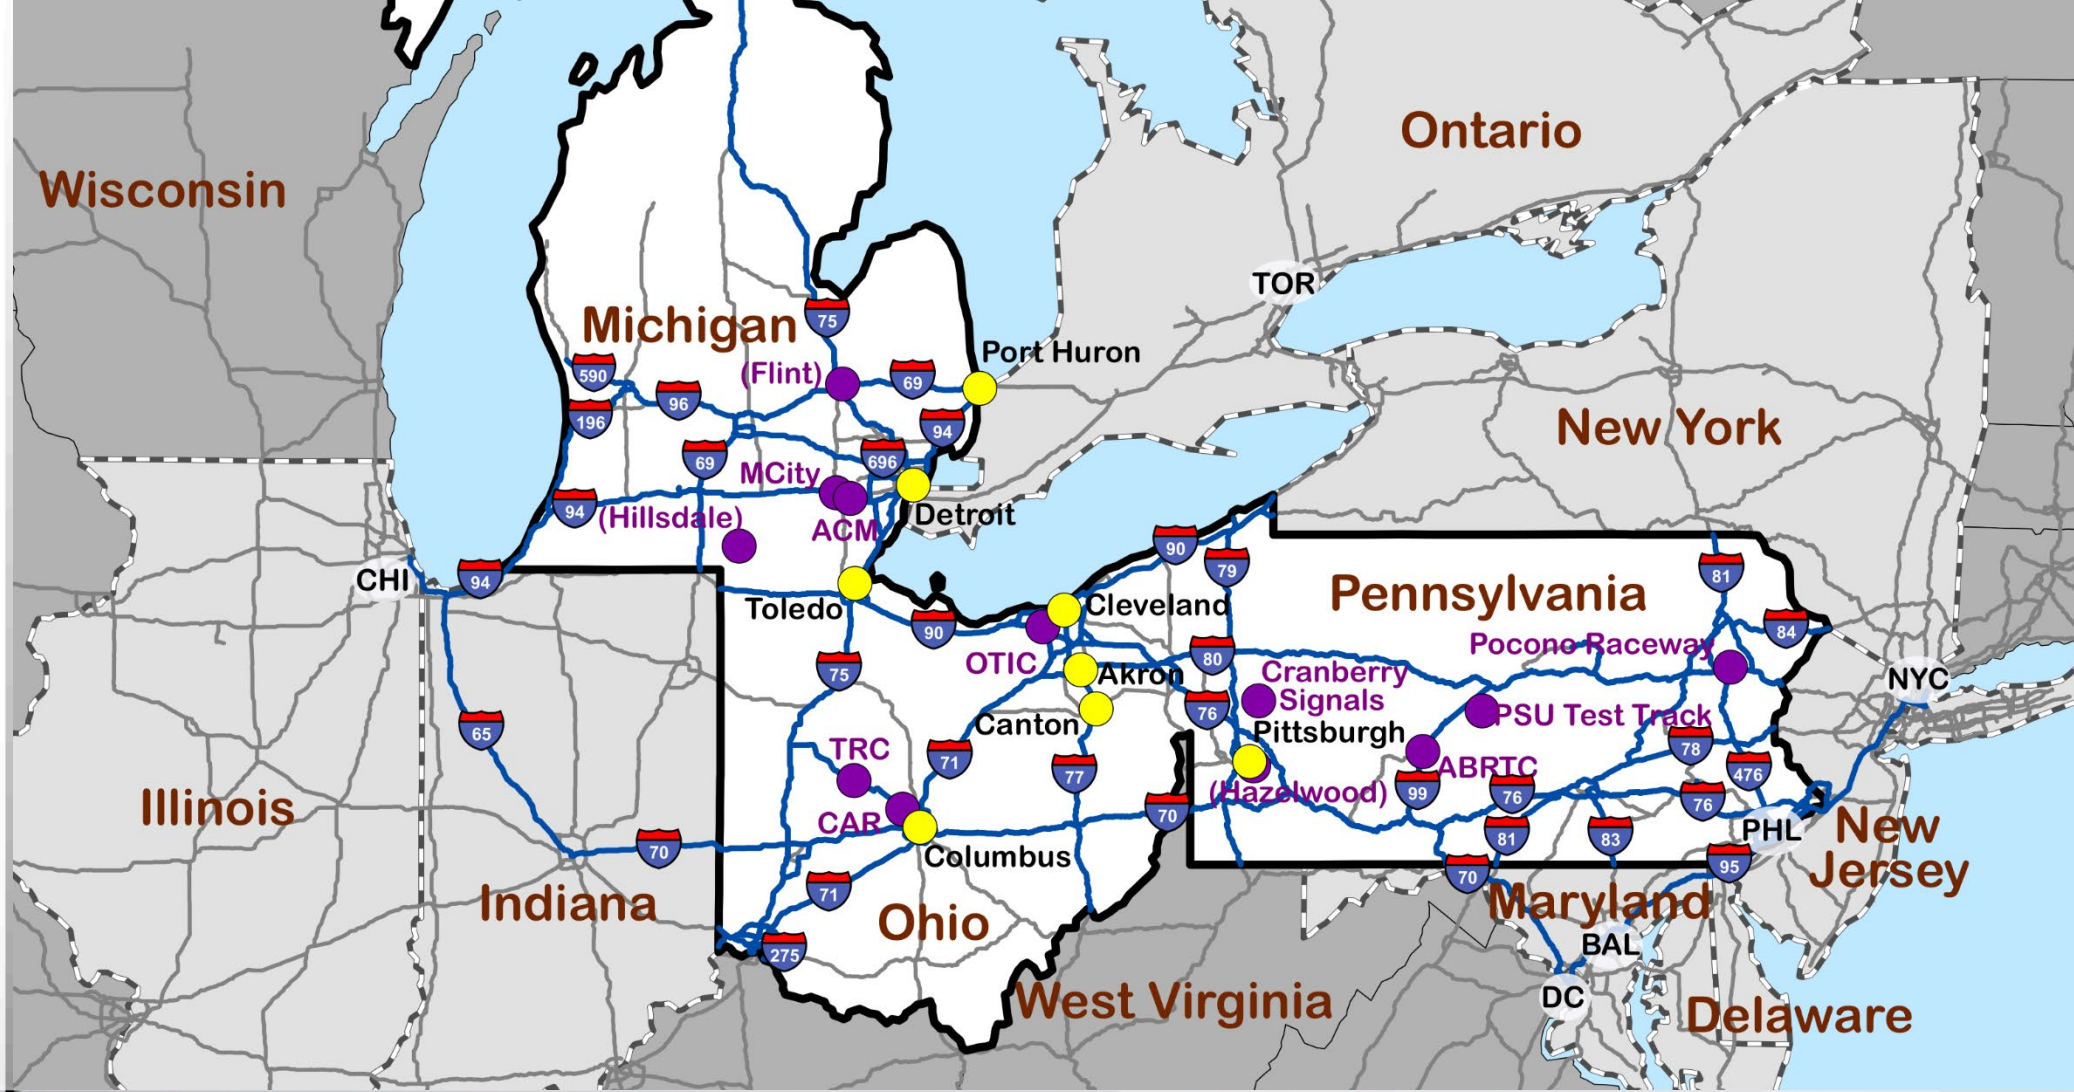 Ontario
Wisconsin
TOR
Michigan
75
Port Huron
(Flint)
69
590
96
196
94
New York
69
696
MCity
94
(Hillsdale)
ACM
Detroit
90
79
81
CHI
94
Pennsylvania
Toledo
Cleveland
90
84
Pocono Raceway
OTIC
80
75
Akron
Cranberry
Signals
NYC
76
PSU Test Track
Canton
Pittsburgh
65
TRC
71
78
77
ABRTC
476
99
(Hazelwood)
76
76
Illinois
70
CAR
PHL
New
Jersey
81
83
70
Columbus
95
70
71
Indiana
Maryland
Ohio
275
BAL
DC
West Virginia
Delaware